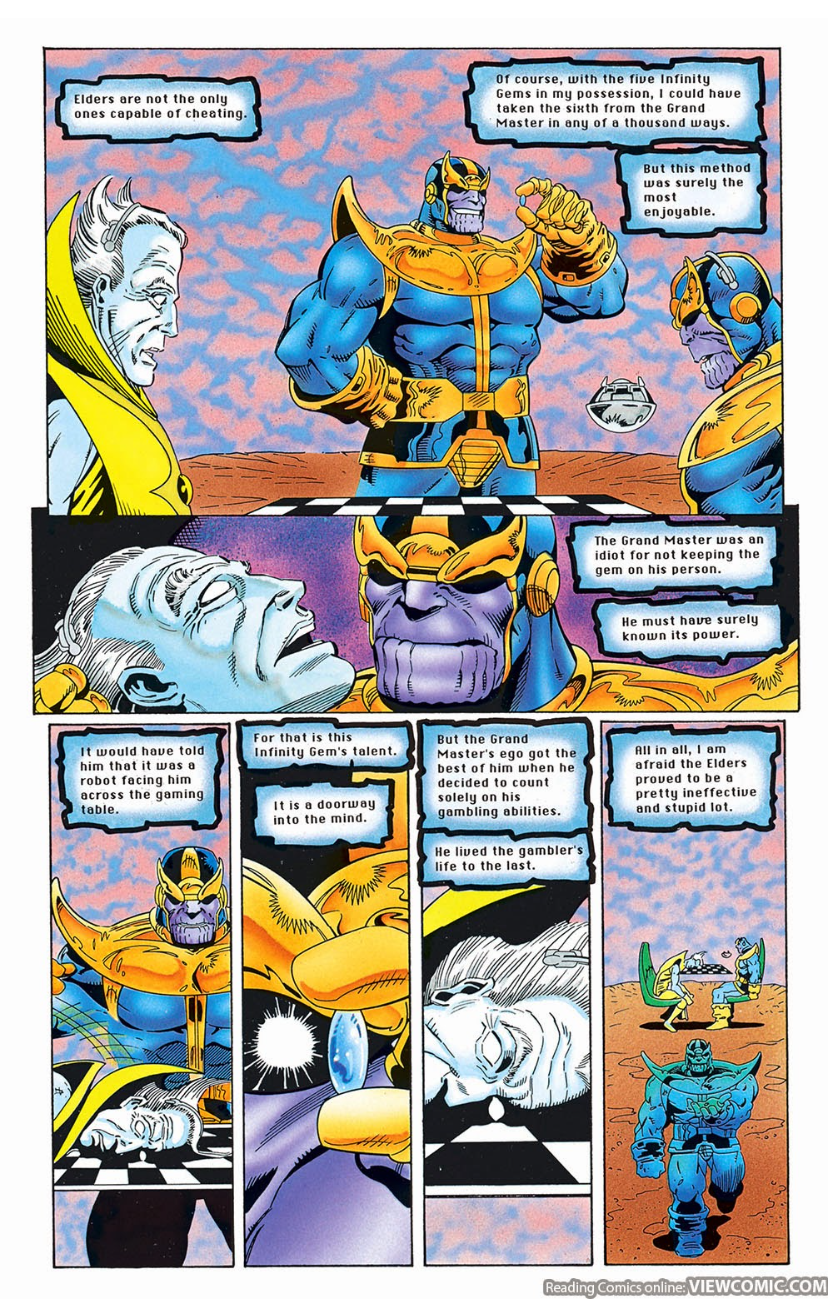 Elders are not the only
ones capable of cheating.
Of course, with the five Infinity
Gems in my possession, I could have
taken the sixth from the Grand
Master in any of a thousand ways.
But this method
was surely the
most
enjoyable.
The Grand Master was an
idiot for not keeping the
gem on his person.
He must have surely
known its power.
It would have told
him that it was a
robot facing him
across the gaming
table.
For that is this
Infinity Gem's talent.
It is a doorway
into the mind.
But the Grand
Master's ego got the
best of him when he
decided to count
solely on his
gambling abilities.
He lived the gambler's
life to the last.
All in all, I am
afraid the Elders
proved to be a
pretty ineffective
and stupid lot.
Reading Comics online: VIEWCOMIC.COM